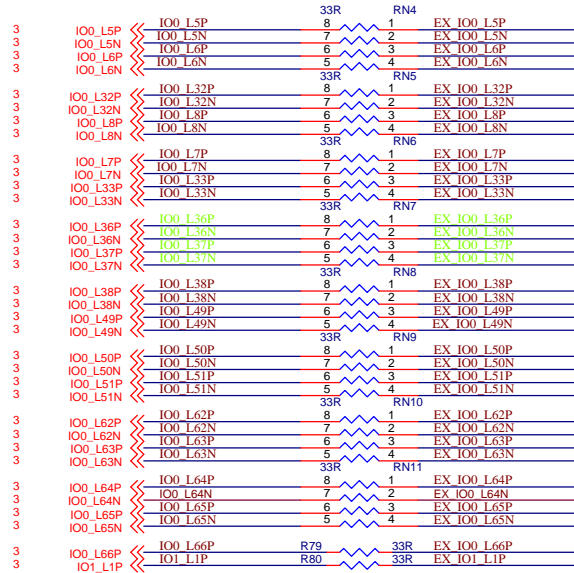 33R RN4
3 IO0_L5P IO0_L5P 8 1 EX_IO0_L5P
3 IO0_L5N IO0_L5N 7 2 EX_IO0_L5N
3 IO0_L6P IO0_L6P 6 3 EX_IO0_L6P
3 IO0_L6N IO0_L6N 5 4 EX_IO0_L6N
33R RN5
3 IO0_L32P IO0_L32P 8 1 EX_IO0_L32P
3 IO0_L32N IO0_L32N 7 2 EX_IO0_L32N
3 IO0_L8P IO0_L8P 6 3 EX_IO0_L8P
3 IO0_L8N IO0_L8N 5 4 EX_IO0_L8N
33R RN6
3 IO0_L7P IO0_L7P 8 1 EX_IO0_L7P
3 IO0_L7N IO0_L7N 7 2 EX_IO0_L7N
3 IO0_L33P IO0_L33P 6 3 EX_IO0_L33P
3 IO0_L33N IO0_L33N 5 4 EX_IO0_L33N
33R RN7
3 IO0_L36P IO0_L36P 8 1 EX_IO0_L36P
3 IO0_L36N IO0_L36N 7 2 EX_IO0_L36N
3 IO0_L37P IO0_L37P 6 3 EX_IO0_L37P
3 IO0_L37N IO0_L37N 5 4 EX_IO0_L37N
33R RN8
3 IO0_L38P IO0_L38P 8 1 EX_IO0_L38P
3 IO0_L38N IO0_L38N 7 2 EX_IO0_L38N
3 IO0_L49P IO0_L49P 6 3 EX_IO0_L49P
3 IO0_L49N IO0_L49N 5 4 EX_IO0_L49N
33R RN9
3 IO0_L50P IO0_L50P 8 1 EX_IO0_L50P
3 IO0_L50N IO0_L50N 7 2 EX_IO0_L50N
3 IO0_L51P IO0_L51P 6 3 EX_IO0_L51P
3 IO0_L51N IO0_L51N 5 4 EX_IO0_L51N
33R RN10
3 IO0_L62P IO0_L62P 8 1 EX_IO0_L62P
3 IO0_L62N IO0_L62N 7 2 EX_IO0_L62N
3 IO0_L63P IO0_L63P 6 3 EX_IO0_L63P
3 IO0_L63N IO0_L63N 5 4 EX_IO0_L63N
33R RN11
3 IO0_L64P IO0_L64P 8 1 EX_IO0_L64P
3 IO0_L64N IO0_L64N 7 2 EX_IO0_L64N
3 IO0_L65P IO0_L65P 6 3 EX_IO0_L65P
3 IO0_L65N IO0_L65N 5 4 EX_IO0_L65N
3 IO0_L66P IO0_L66P R79 33R EX_IO0_L66P
3 IO1_L1P IO1_L1P R80 33R EX_IO1_L1P